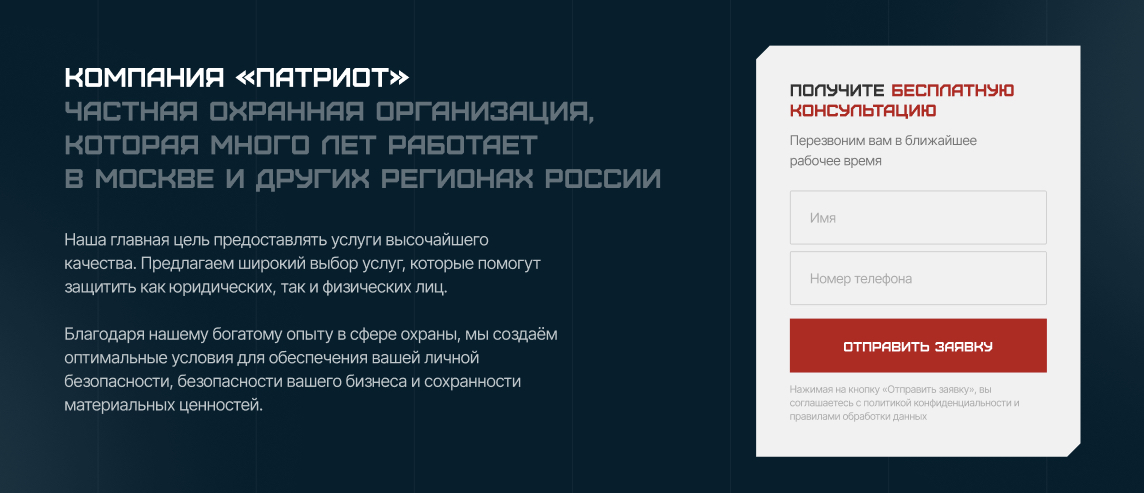 КОМПАНИЯ «ПАТРИОТ»
ЧАСТНАЯ ОХРАННАЯ ОРГАНИЗАЦИЯ,
КОТОРАЯ МНОГО ЛЕТ РАБОТАЕТ
В МОСКВЕ И ДРУГИХ РЕГИОНАХ РОССИИ
Наша главная цель предоставлять услуги высочайшего
качества. Предлагаем широкий выбор услуг, которые помогут
защитить как юридических, так и физических лиц.
Благодаря нашему богатому опыту в сфере охраны, мы создаём
оптимальные условия для обеспечения вашей личной
безопасности, безопасности вашего бизнеса и сохранности
материальных ценностей.
ПОЛУЧИТЕ БЕСПЛАТНУЮ
КОНСУЛЬТАЦИЮ
Перезвоним вам в ближайшее
рабочее время
Имя
Номер телефона
ОТПРАВИТЬ ЗАЯВКУ
Нажимая на кнопку «Отправить заявку», вы
соглашаетесь с политикой конфиденциальности и
правилами обработки данных